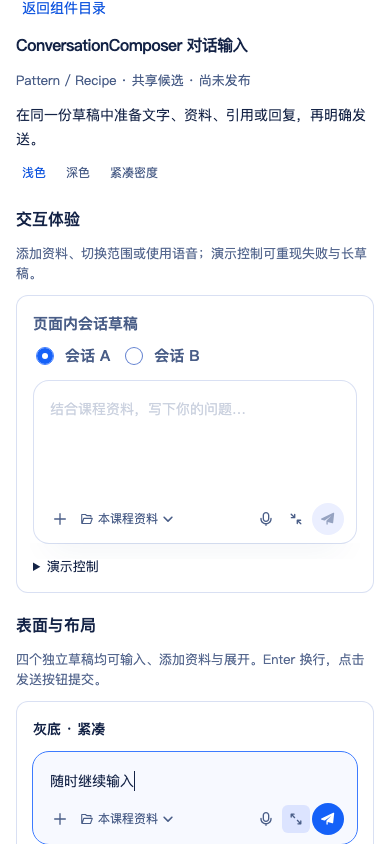 返回组件目录
ConversationComposer 对话输入
Pattern / Recipe · 共享候选 · 尚未发布
在同一份草稿中准备文字、资料、引用或回复，再明确发
送。
浅色 深色 紧凑密度
交互体验
添加资料、切换范围或使用语音；演示控制可重现失败与长草
稿。
页面内会话草稿
会话 A 会话 B
结合课程资料，写下你的问题...
本课程资料
演示控制
表面与布局
四个独立草稿均可输入、添加资料与展开。Enter 换行，点击
发送按钮提交。
灰底 · 紧凑
随时继续输入
本课程资料